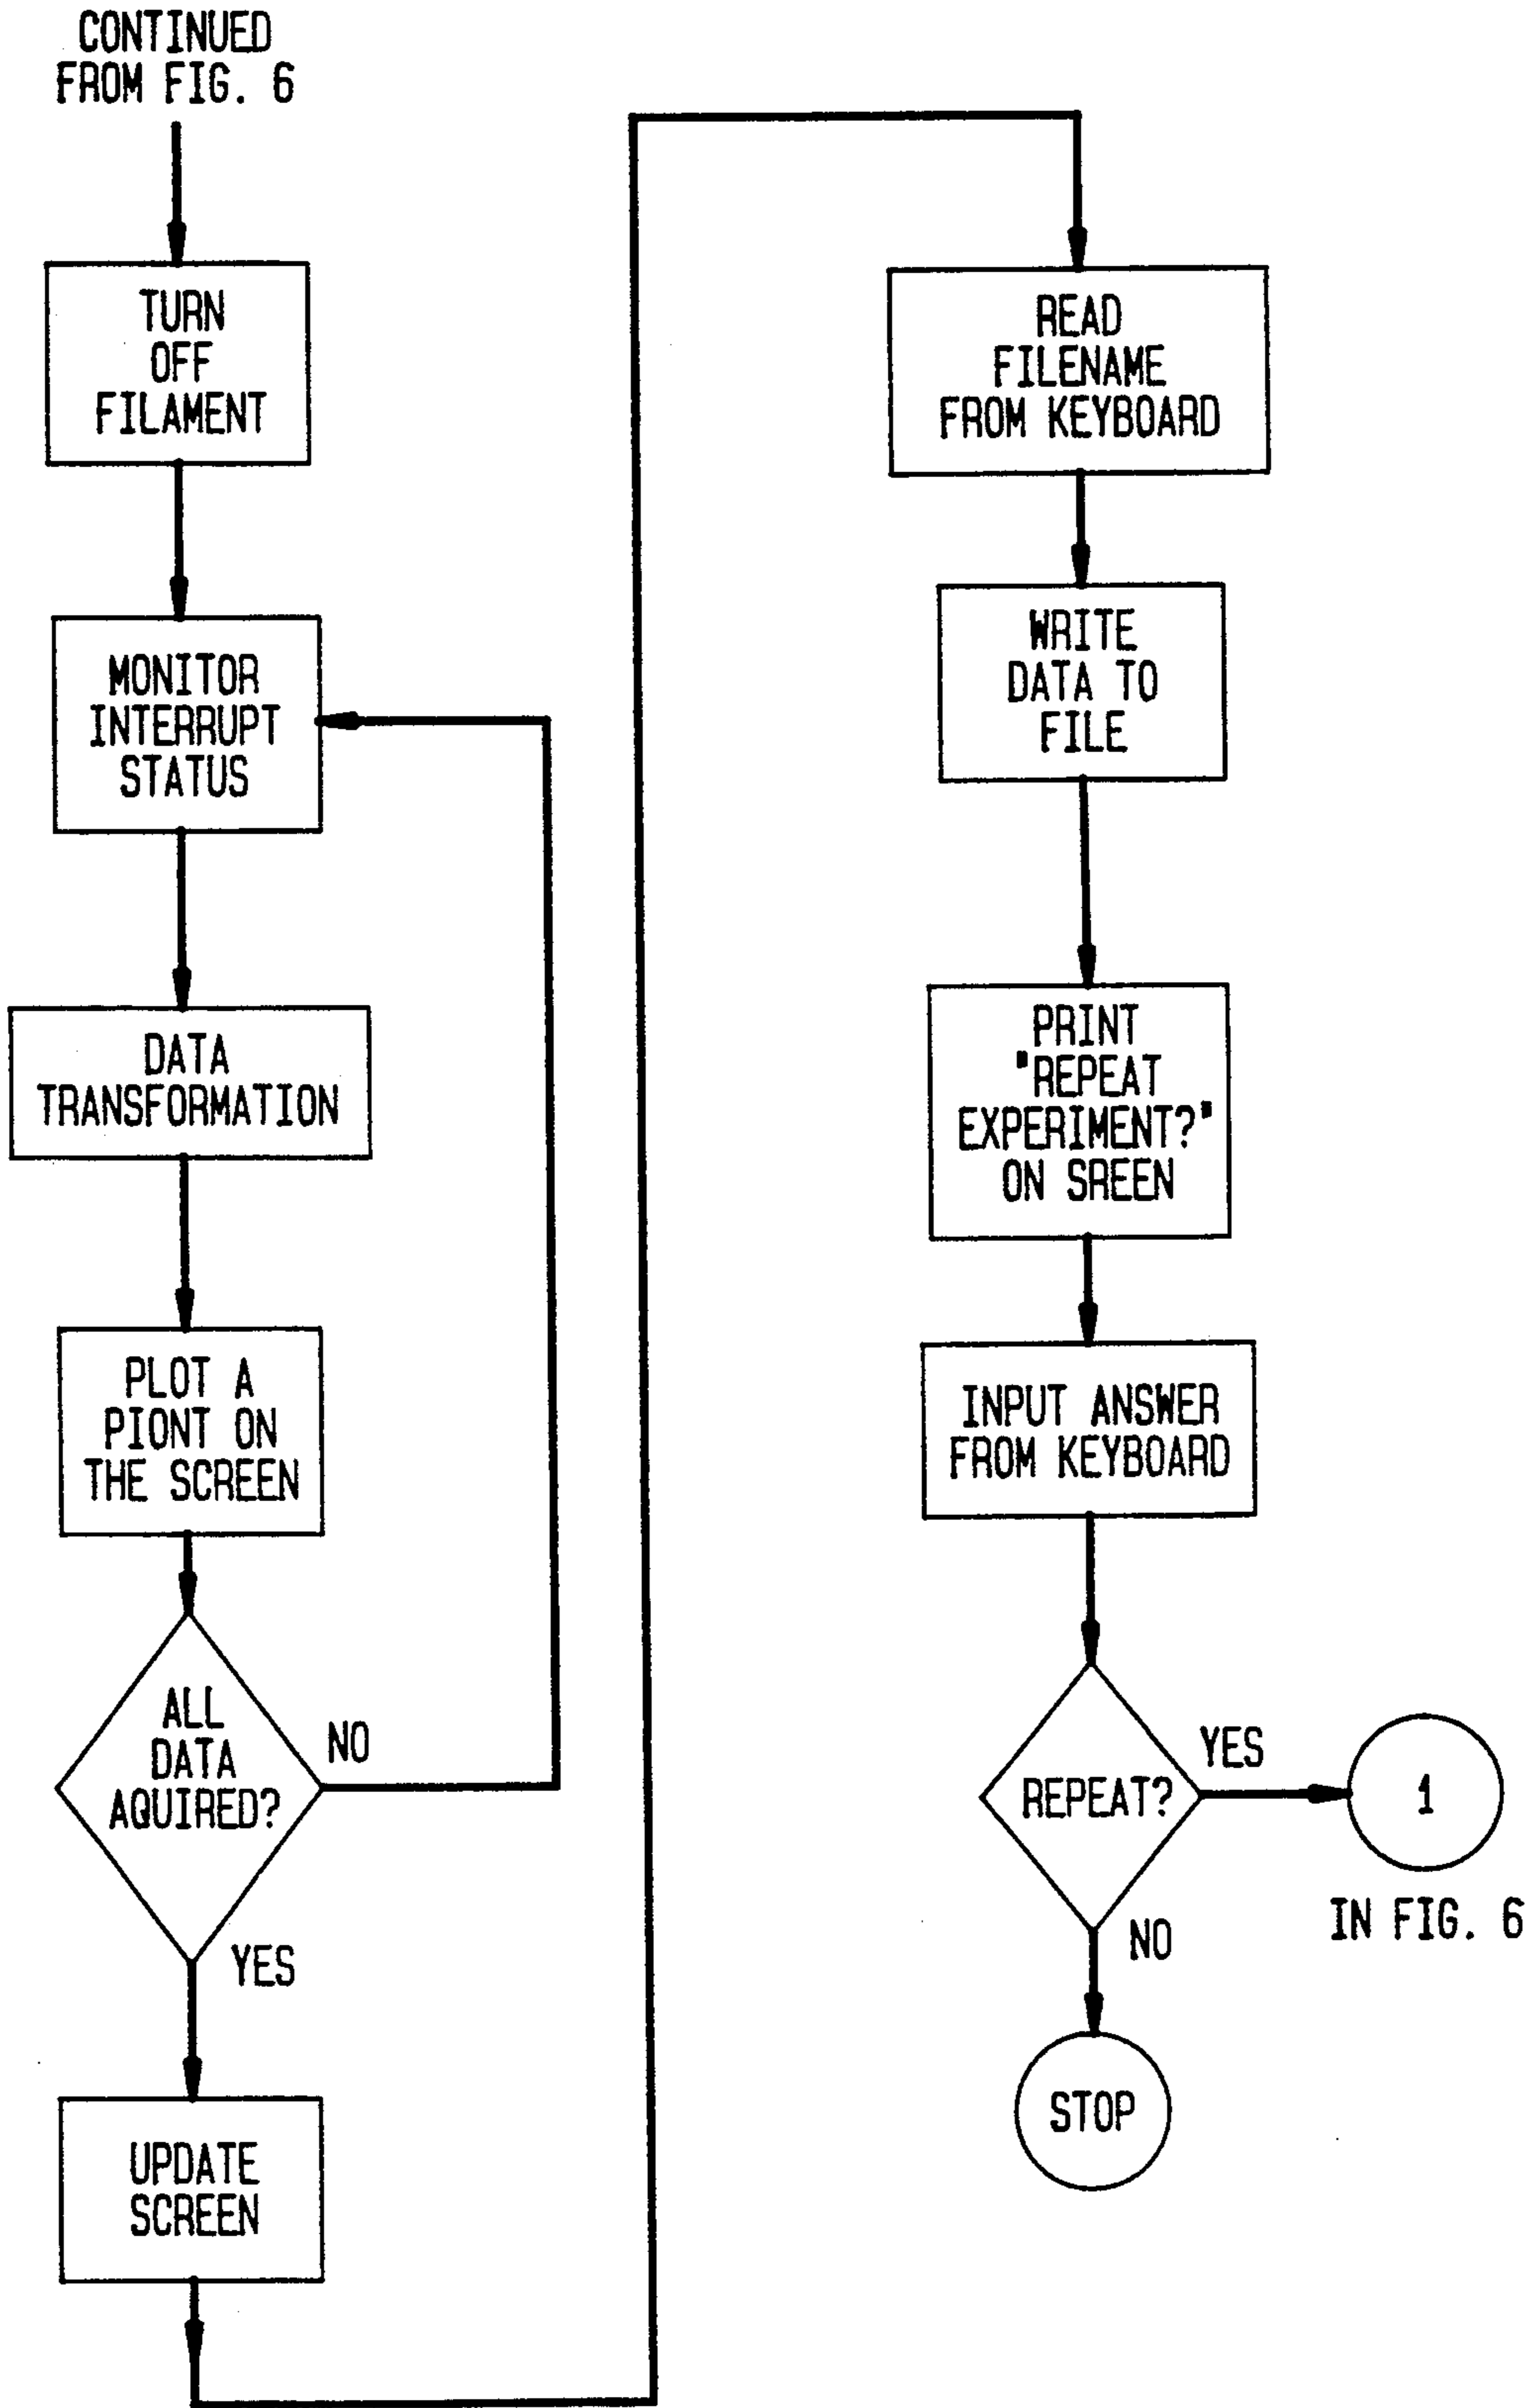 CONTINUED
FROM FIG. 6
TURN
OFF
FILAMENT
MONITOR
INTERRUPT
STATUS
DATA
TRANSFORMATION
PLOT A
PIONT ON
THE SCREEN
ALL
DATA
AQUIRED?
NO
YES
UPDATE
SCREEN
READ
FILENAME
FROM KEYBOARD
WRITE
DATA TO
FILE
PRINT
"REPEAT
EXPERIMENT?"
ON SREEN
INPUT ANSWER
FROM KEYBOARD
REPEAT?
YES
1
IN FIG. 6
NO
STOP